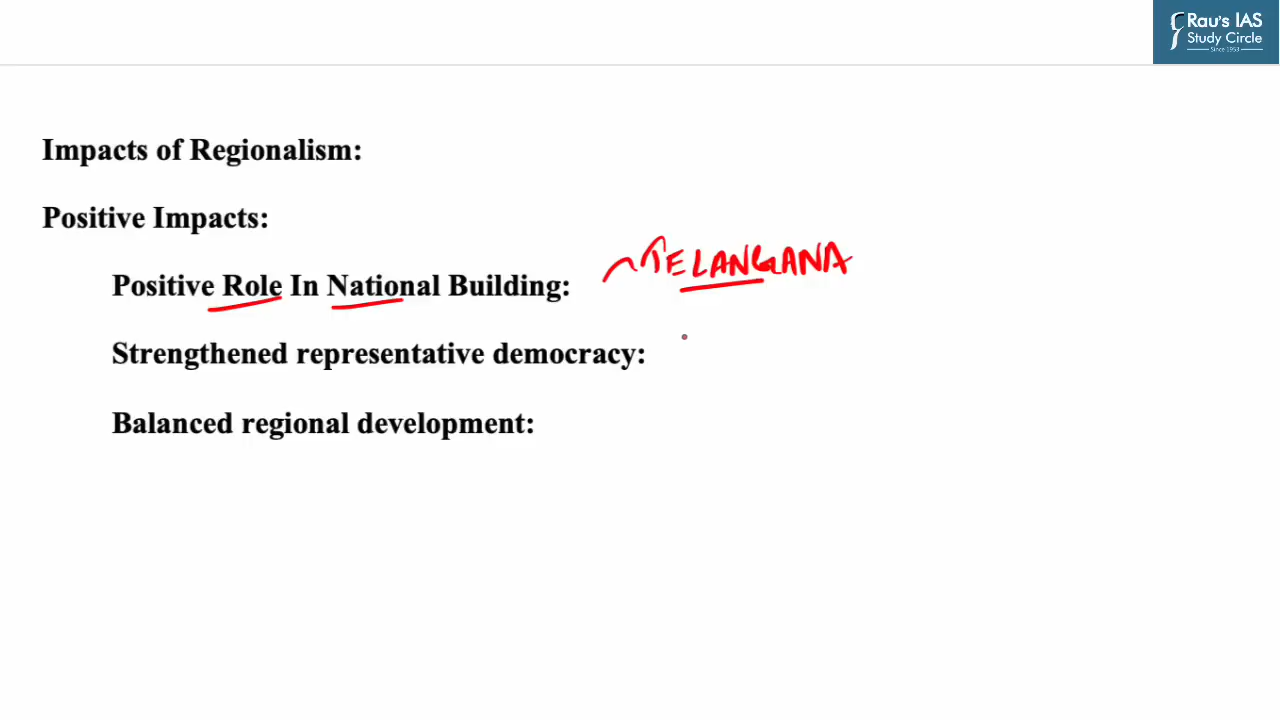 Rau's IAS
Study Circle
Since 1953
Impacts of Regionalism:
Positive Impacts:
TELANGANA
Positive Role In National Building:
Strengthened representative democracy:
Balanced regional development: